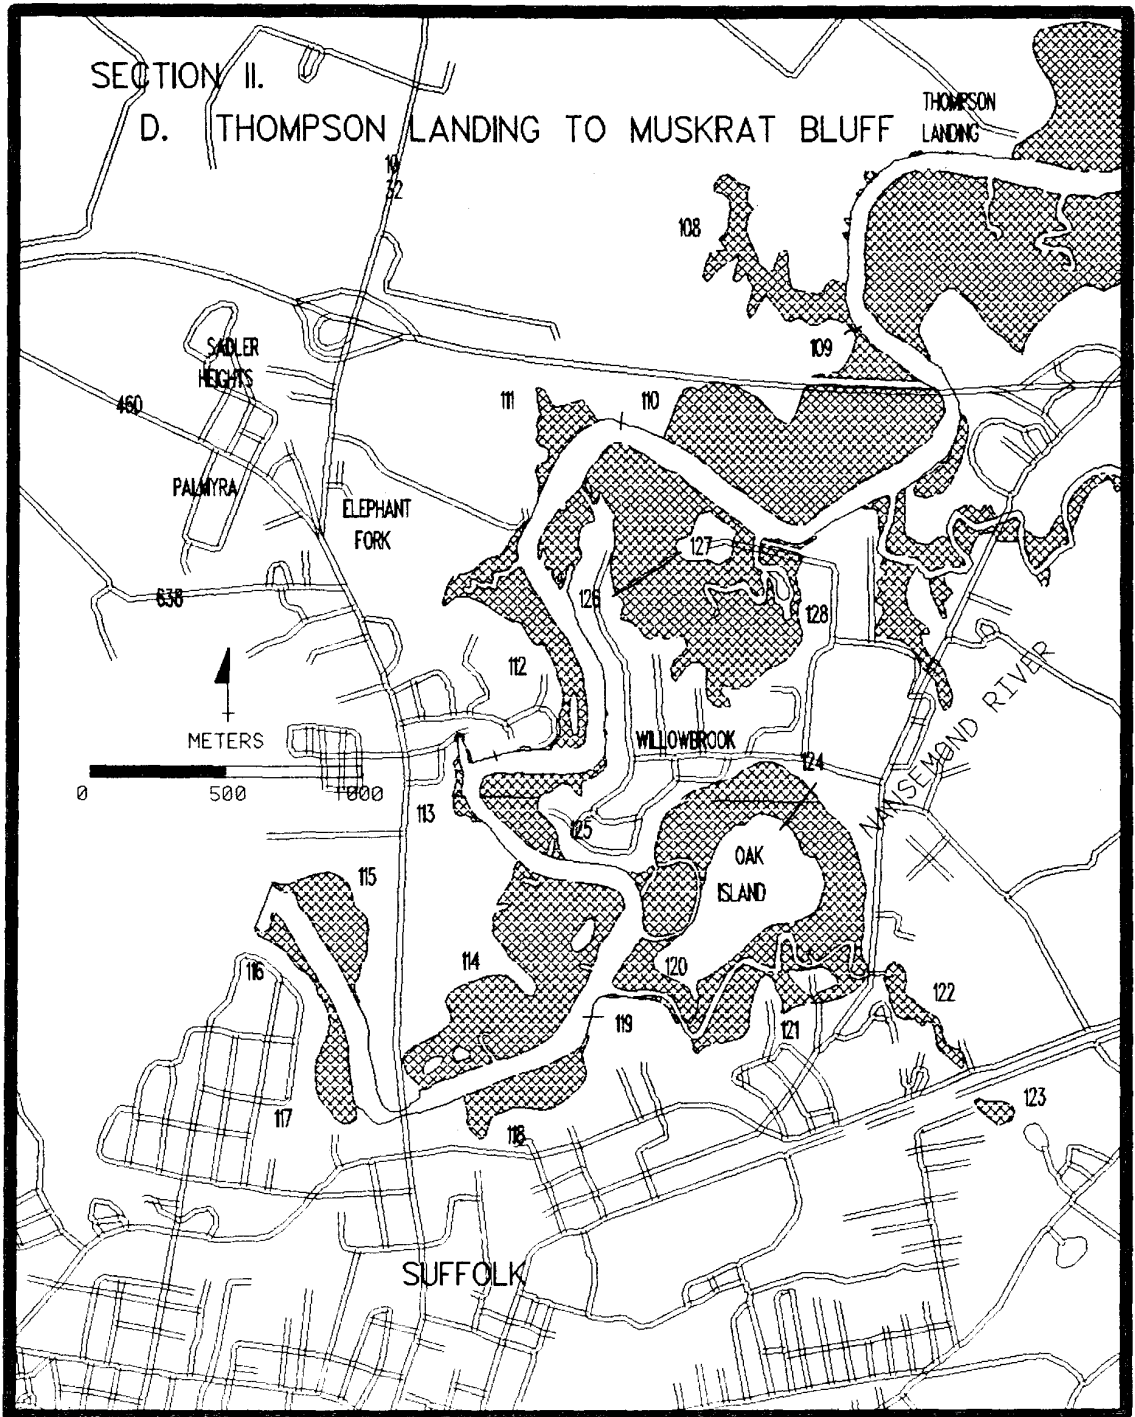 SECTION II.
D. THOMPSON LANDING TO MUSKRAT BLUFF
THOMPSON
LANDING
10
32
108
109
SADLER
HEIGHTS
460
111
110
PALMYRA
ELEPHANT
FORK
127
638
126
128
112
NANSEMOND RIVER
METERS
0 500 1000
WILLOWBROOK
124
113
125
OAK
ISLAND
115
114
116
120
122
119
121
117
118
123
SUFFOLK